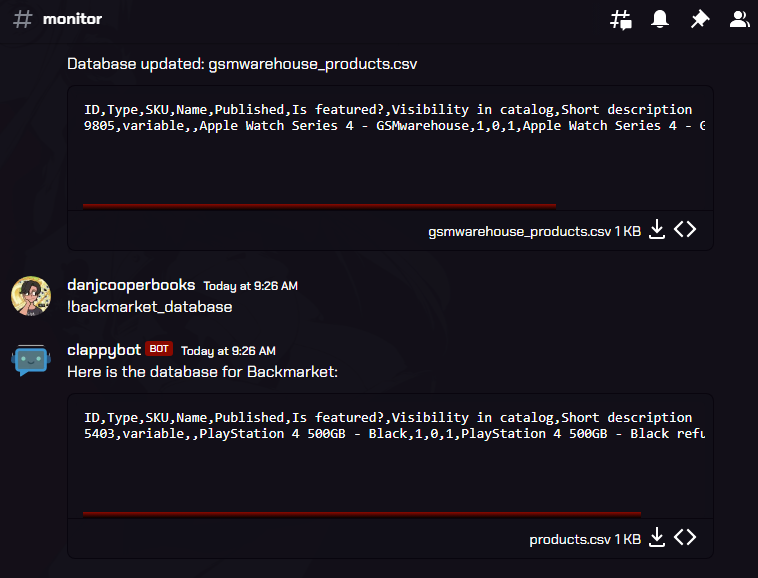 # monitor
Database updated: gsmwarehouse_products.csv
ID,Type,SKU,Name,Published,Is featured?,Visibility in catalog,Short description
9805,variable,,Apple Watch Series 4 - GSMwarehouse,1,0,1,Apple Watch Series 4 - G
gsmwarehouse_products.csv 1 KB
danjcooperbooks Today at 9:26 AM
!backmarket_database
clappybot BOT Today at 9:26 AM
Here is the database for Backmarket:
ID,Type,SKU,Name,Published,Is featured?,Visibility in catalog,Short description
5403,variable,,PlayStation 4 500GB - Black,1,0,1,PlayStation 4 500GB - Black refu
products.csv 1 KB